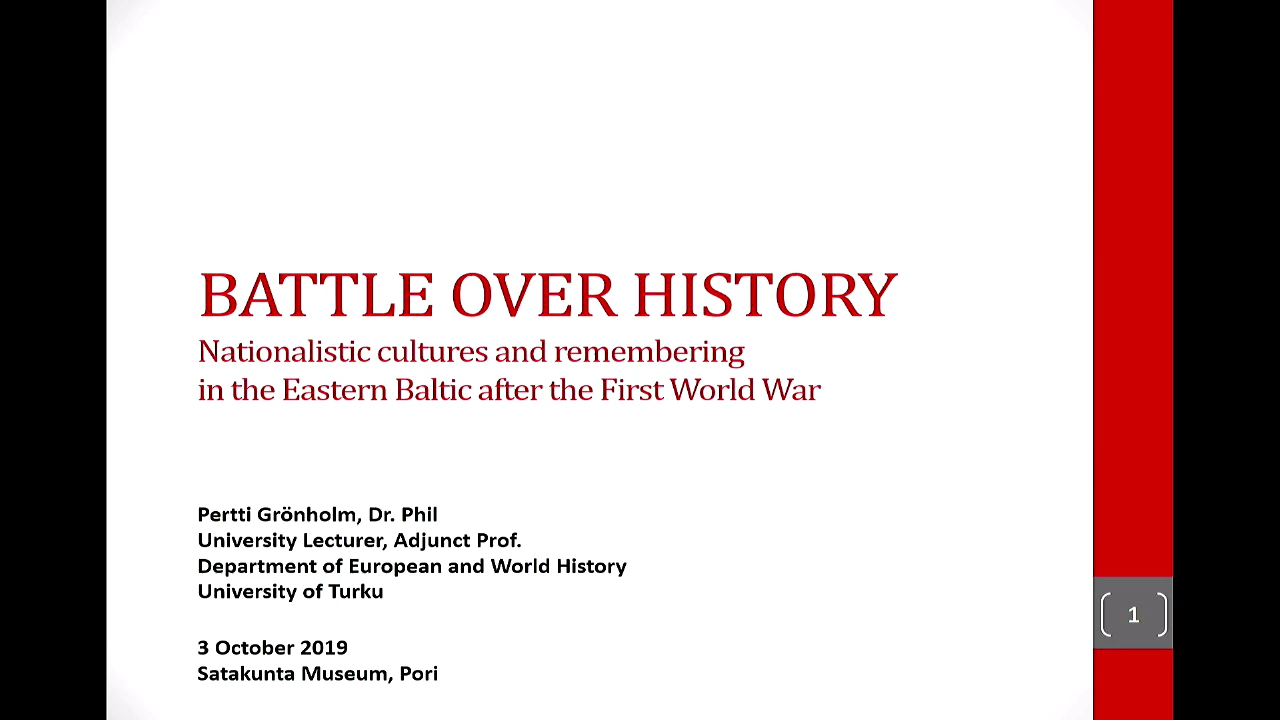 BATTLE OVER HISTORY
Nationalistic cultures and remembering
in the Eastern Baltic after the First World War
Pertti Grönholm, Dr. Phil
University Lecturer, Adjunct Prof.
Department of European and World History
University of Turku
3 October 2019
Satakunta Museum, Pori
1